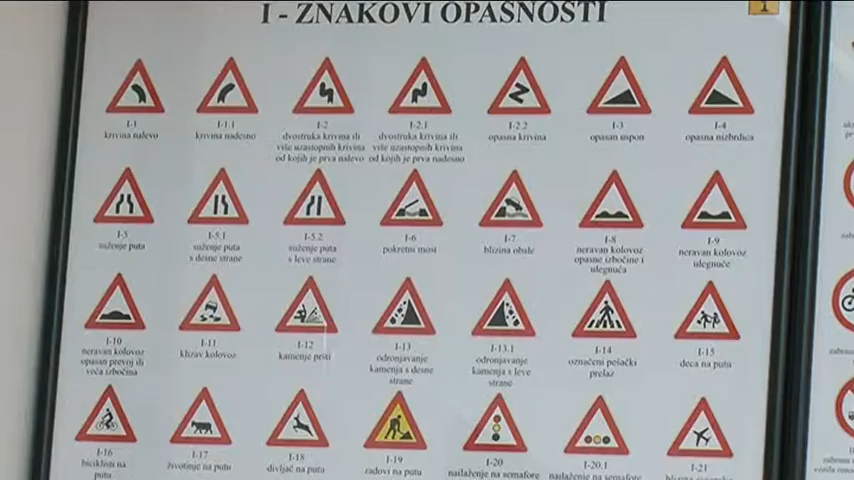 I - ZNAKOVI OPASNOSTI
I-1
krivina nalevo
I-1.1
krivina nadesno
I-2
dvostruka krivina ili
više uzastopnih krivina
od kojih je prva nalevo
I-2.1
dvostruka krivina ili
više uzastopnih krivina
od kojih je prva nadesno
I-2.2
opasna krivina
I-3
opasan uspon
I-4
opasna nizbrdica
I-5
suženje puta
I-5.1
suženje puta
s desne strane
I-5.2
suženje puta
s leve strane
I-6
pokretni most
I-7
blizina obale
I-8
neravan kolovoz
opasne izbočine i
ulegnuća
I-9
neravan kolovoz
ulegnuće
I-10
neravan kolovoz
opasan prevoj ili
veća izbočina
I-11
klizav kolovoz
I-12
kamenje pršti
I-13
odronjavanje
kamenja s desne
strane
I-13.1
odronjavanje
kamenja s leve
strane
I-14
označeni pešački
prelaz
I-15
deca na putu
I-16
biciklisti na
putu
I-17
životinje na putu
I-18
divljač na putu
I-19
radovi na putu
I-20
nailaženje na semafore
I-20.1
nailaženje na semafore
I-21